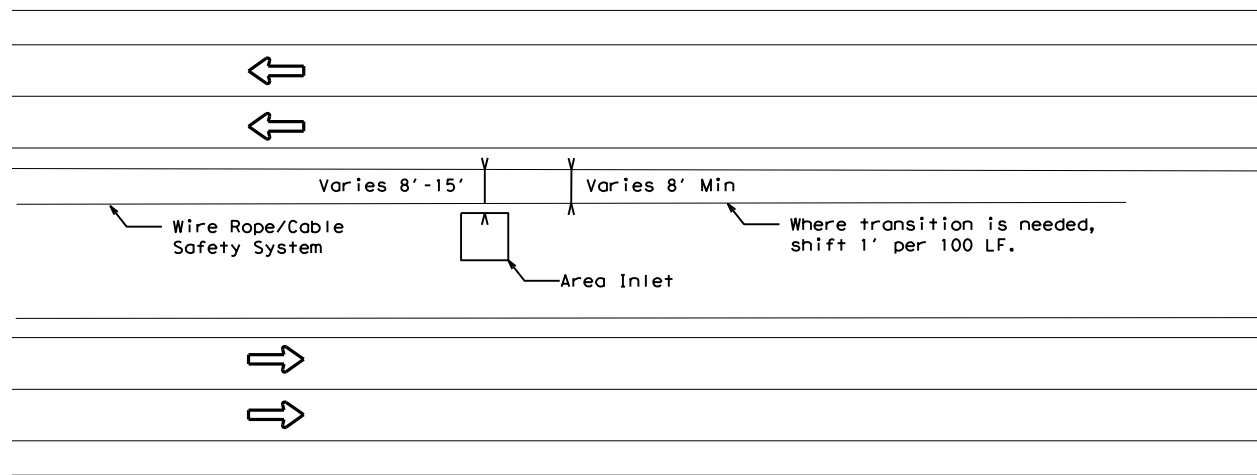 Varies 8'-15'
Varies 8' Min
Wire Rope/Cable
Safety System
Where transition is needed,
shift 1' per 100 LF.
Area Inlet